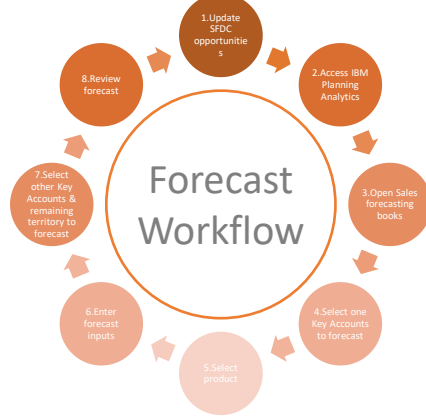 1.Update
SFDC
opportunitie
s
2.Access IBM
Planning
Analytics
3.Open Sales
forecasting
books
4.Select one
Key Accounts
to forecast
5.Select
product
6.Enter
forecast
inputs
7.Select
other Key
Accounts &
remaining
territory to
forecast
8.Review
forecast
Forecast
Workflow